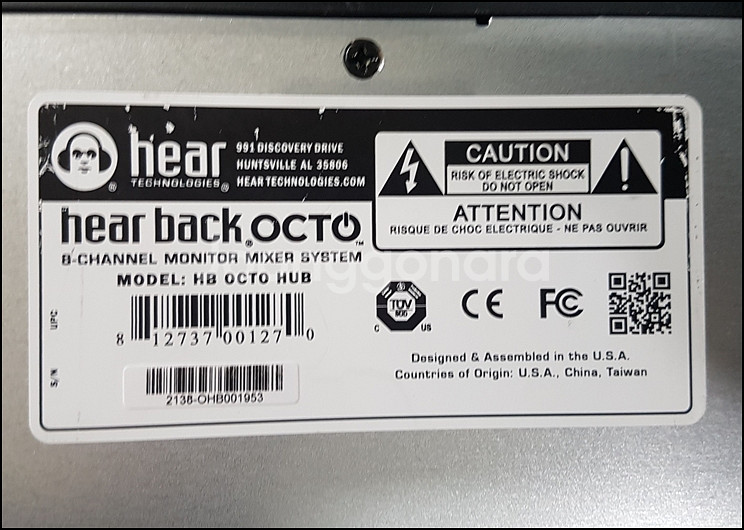 hear
TECHNOLOGIES®
991 DISCOVERY DRIVE
HUNTSVILLE AL 35806
HEARTECHNOLOGIES.COM
CAUTION
RISK OF ELECTRIC SHOCK
DO NOT OPEN
ATTENTION
RISQUE DE CHOC ELECTRIQUE - NE PAS OUVRIR
hear back® OCTO™
8-CHANNEL MONITOR MIXER SYSTEM
MODEL: HB OCTO HUB
UPC
8 12737 00127 0
S/N
2138-OHB001953
TÜV
C US
CE
FC
Designed & Assembled in the U.S.A.
Countries of Origin: U.S.A., China, Taiwan